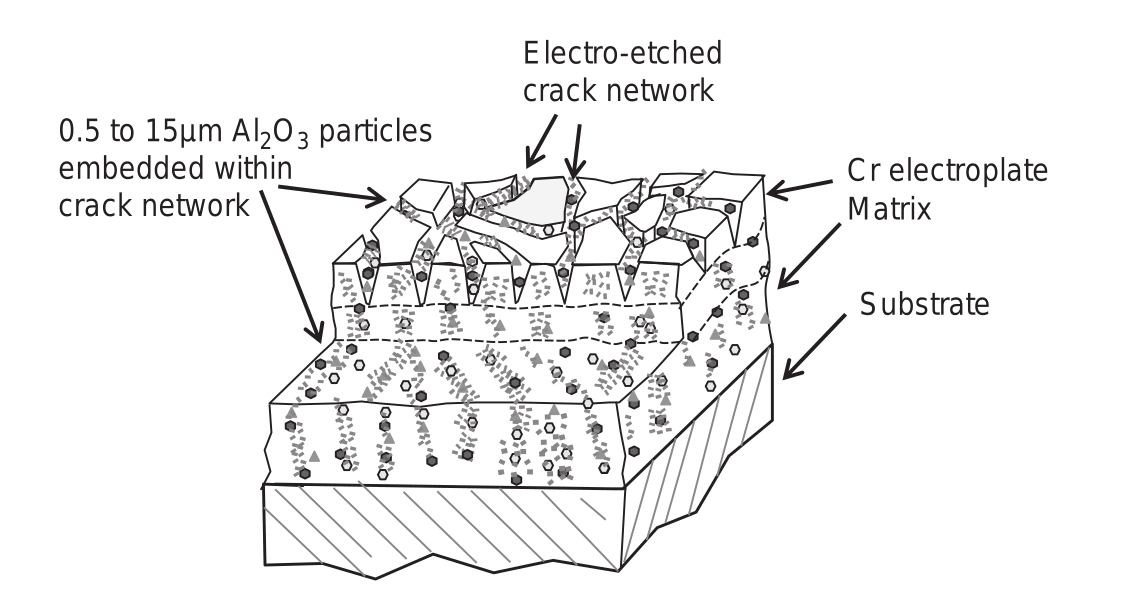 Electro-etched
crack network
0.5 to 15µm Al₂O₃ particles
embedded within
crack network
Cr electroplate
Matrix
Substrate